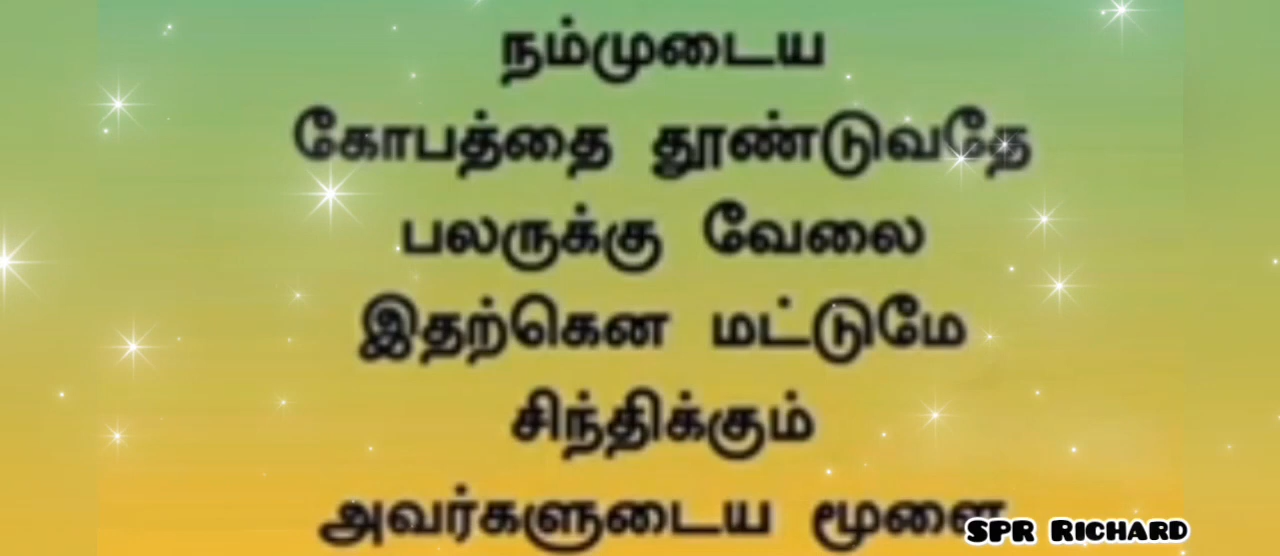 நம்முடைய
கோபத்தை தூண்டுவதே
பலருக்கு வேலை
இதற்கென மட்டுமே
சிந்திக்கும்
அவர்களுடைய மூளை
SPR RICHARD